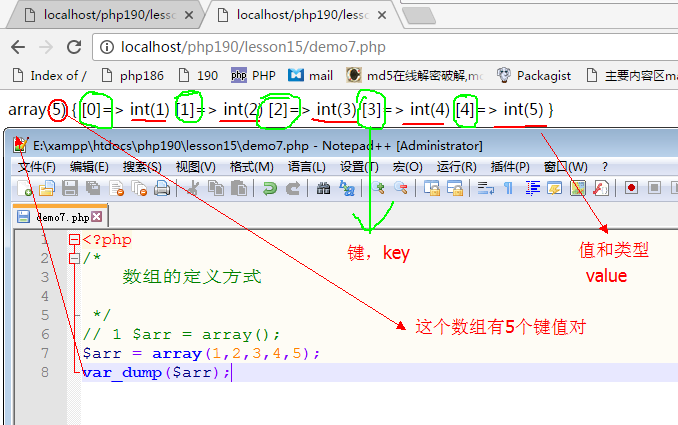 localhost/php190/lesso
localhost/php190/lesso
localhost/php190/lesson15/demo7.php
Index of / php186 190 PHP mail md5在线解密破解,mc Packagist 主要内容区ma
array(5) { [0]=> int(1) [1]=> int(2) [2]=> int(3) [3]=> int(4) [4]=> int(5) }
E:\xampp\htdocs\php190\lesson15\demo7.php - Notepad++ [Administrator]
文件(F) 编辑(E) 搜索(S) 视图(V) 格式(M) 语言(L) 设置(T) 宏(O) 运行(R) 插件(P) 窗口(W) ?
demo7.php
1 <?php
2 /*
3 数组的定义方式
4
5 */
6 // 1 $arr = array();
7 $arr = array(1,2,3,4,5);
8 var_dump($arr);
键，key
值和类型
value
这个数组有5个键值对